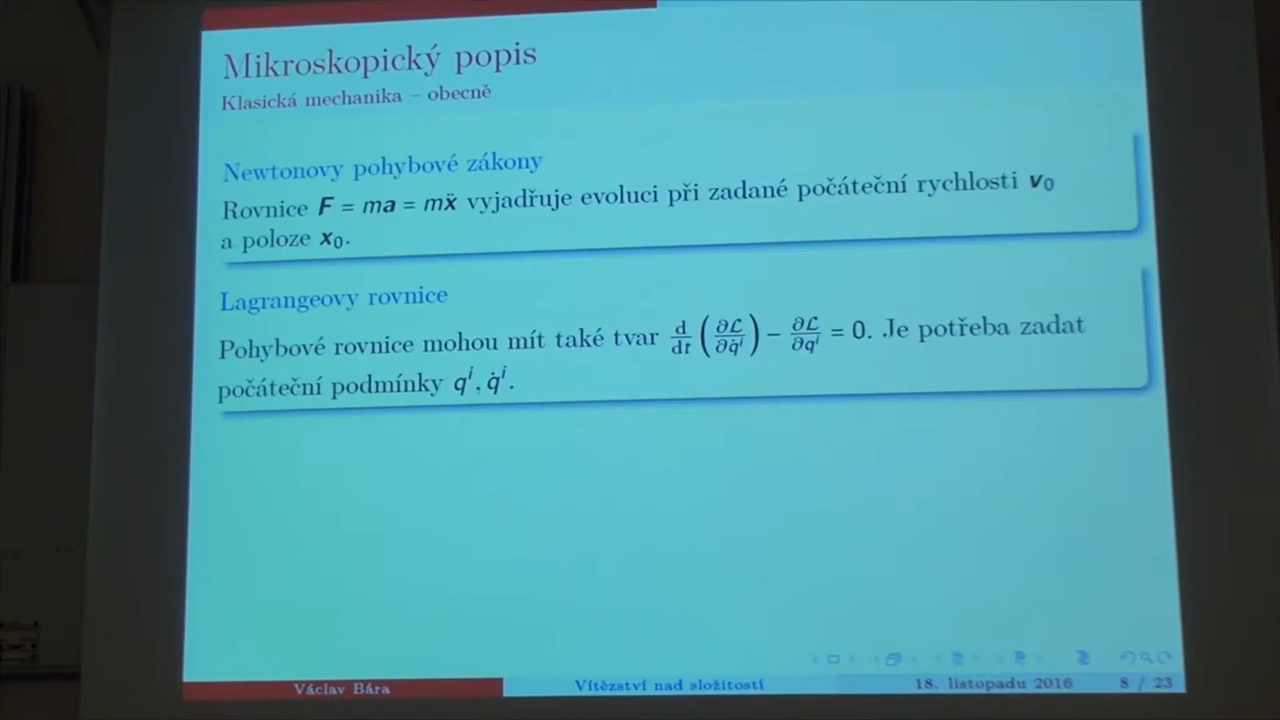 Mikroskopický popis
Klasická mechanika – obecně
Newtonovy pohybové zákony
Rovnice F = ma = mẍ vyjadřuje evoluci při zadané počáteční rychlosti v₀
a poloze x₀.
Lagrangeovy rovnice
Pohybové rovnice mohou mít také tvar d/dt (∂ℒ/∂q̇ⁱ) − ∂ℒ/∂qⁱ = 0. Je potřeba zadat
počáteční podmínky qⁱ, q̇ⁱ.
Václav Bára Vítězství nad složitostí 18. listopadu 2016 8 / 23